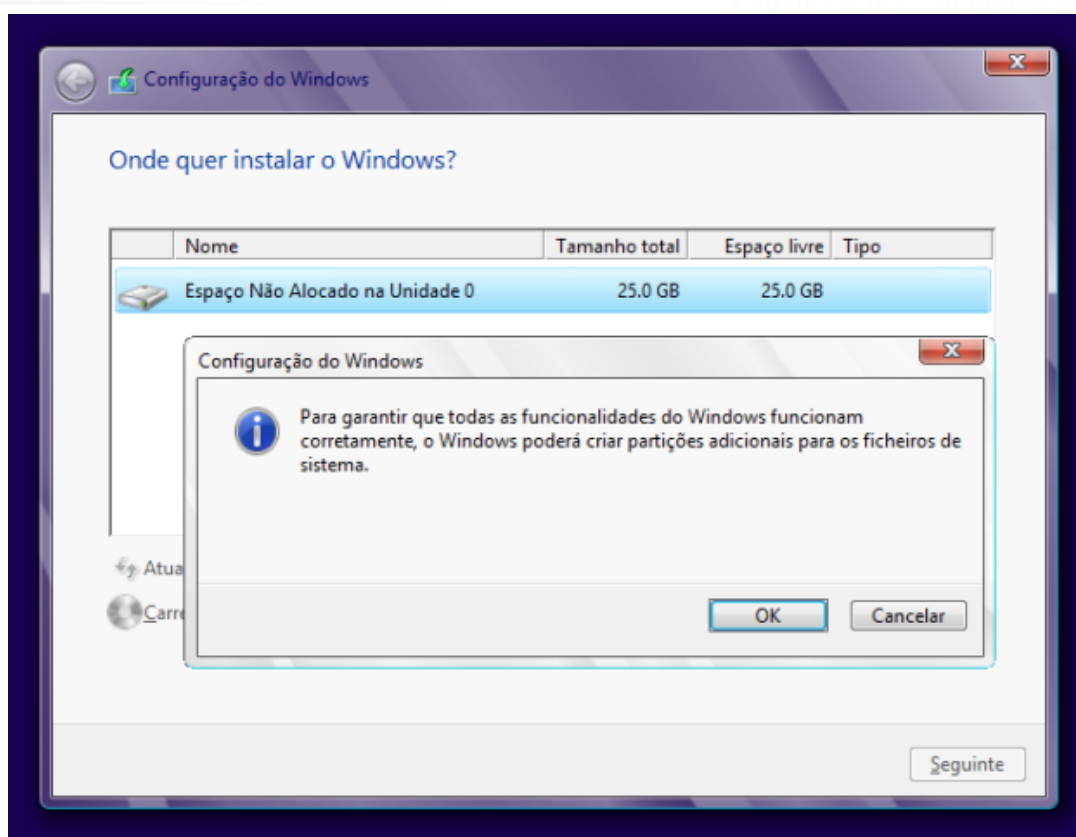 Configuração do Windows
Onde quer instalar o Windows?
Nome Tamanho total Espaço livre Tipo
Espaço Não Alocado na Unidade 0 25.0 GB 25.0 GB
Configuração do Windows
Para garantir que todas as funcionalidades do Windows funcionam
corretamente, o Windows poderá criar partições adicionais para os ficheiros de
sistema.
OK Cancelar
Seguinte